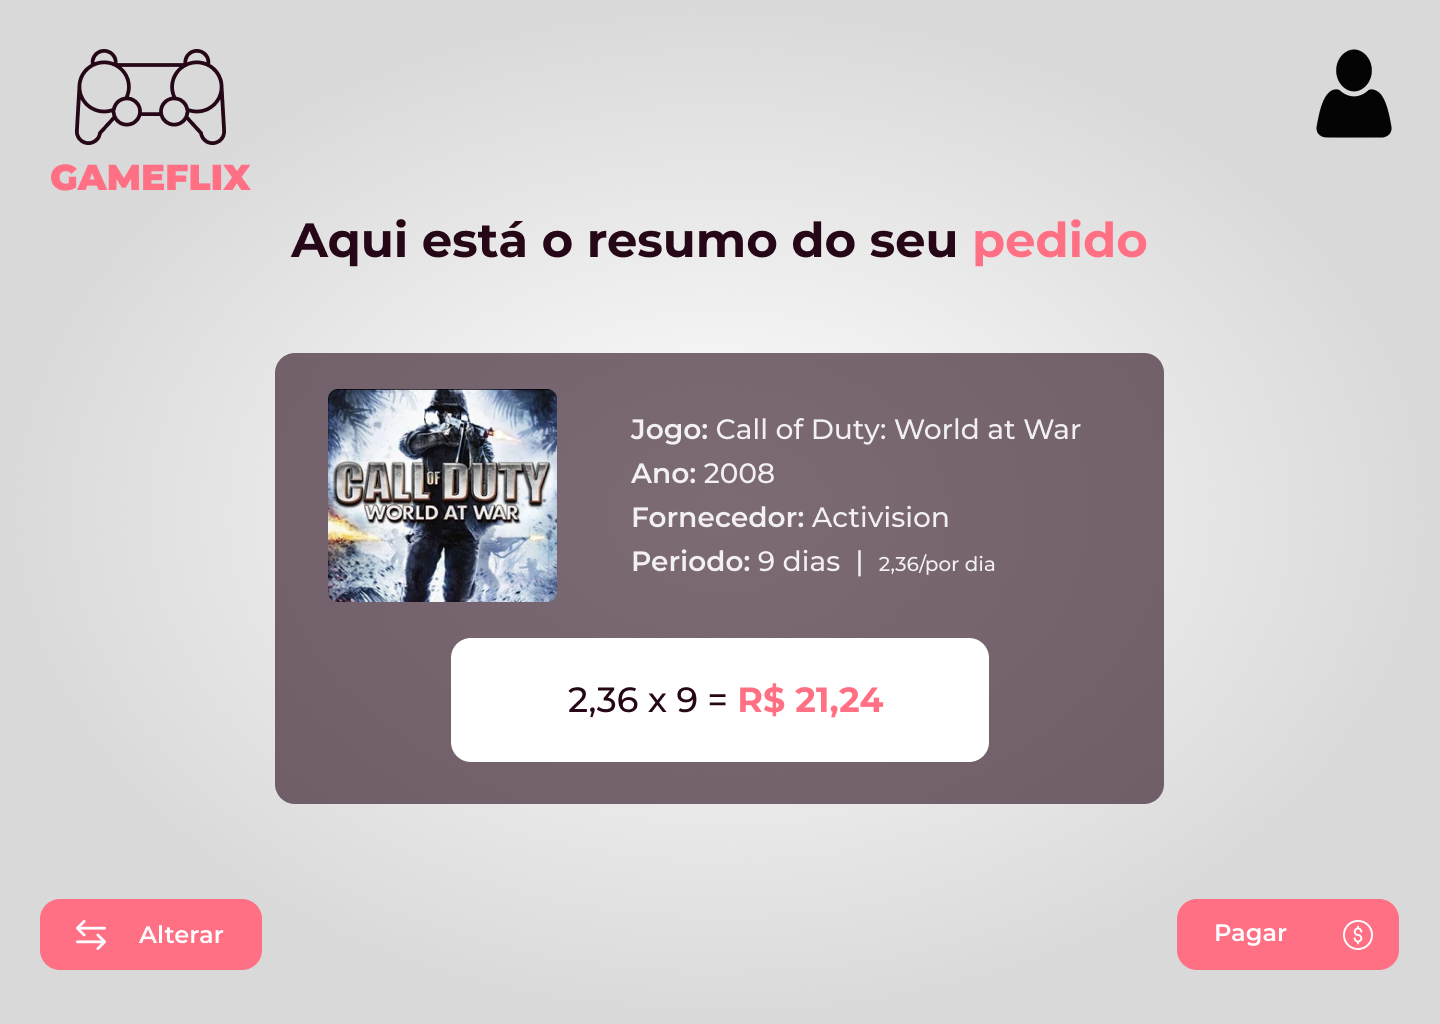 GAMEFLIX
Aqui está o resumo do seu pedido
CALL OF DUTY
WORLD AT WAR
Jogo: Call of Duty: World at War
Ano: 2008
Fornecedor: Activision
Periodo: 9 dias | 2,36/por dia
2,36 x 9 = R$ 21,24
Alterar
Pagar $